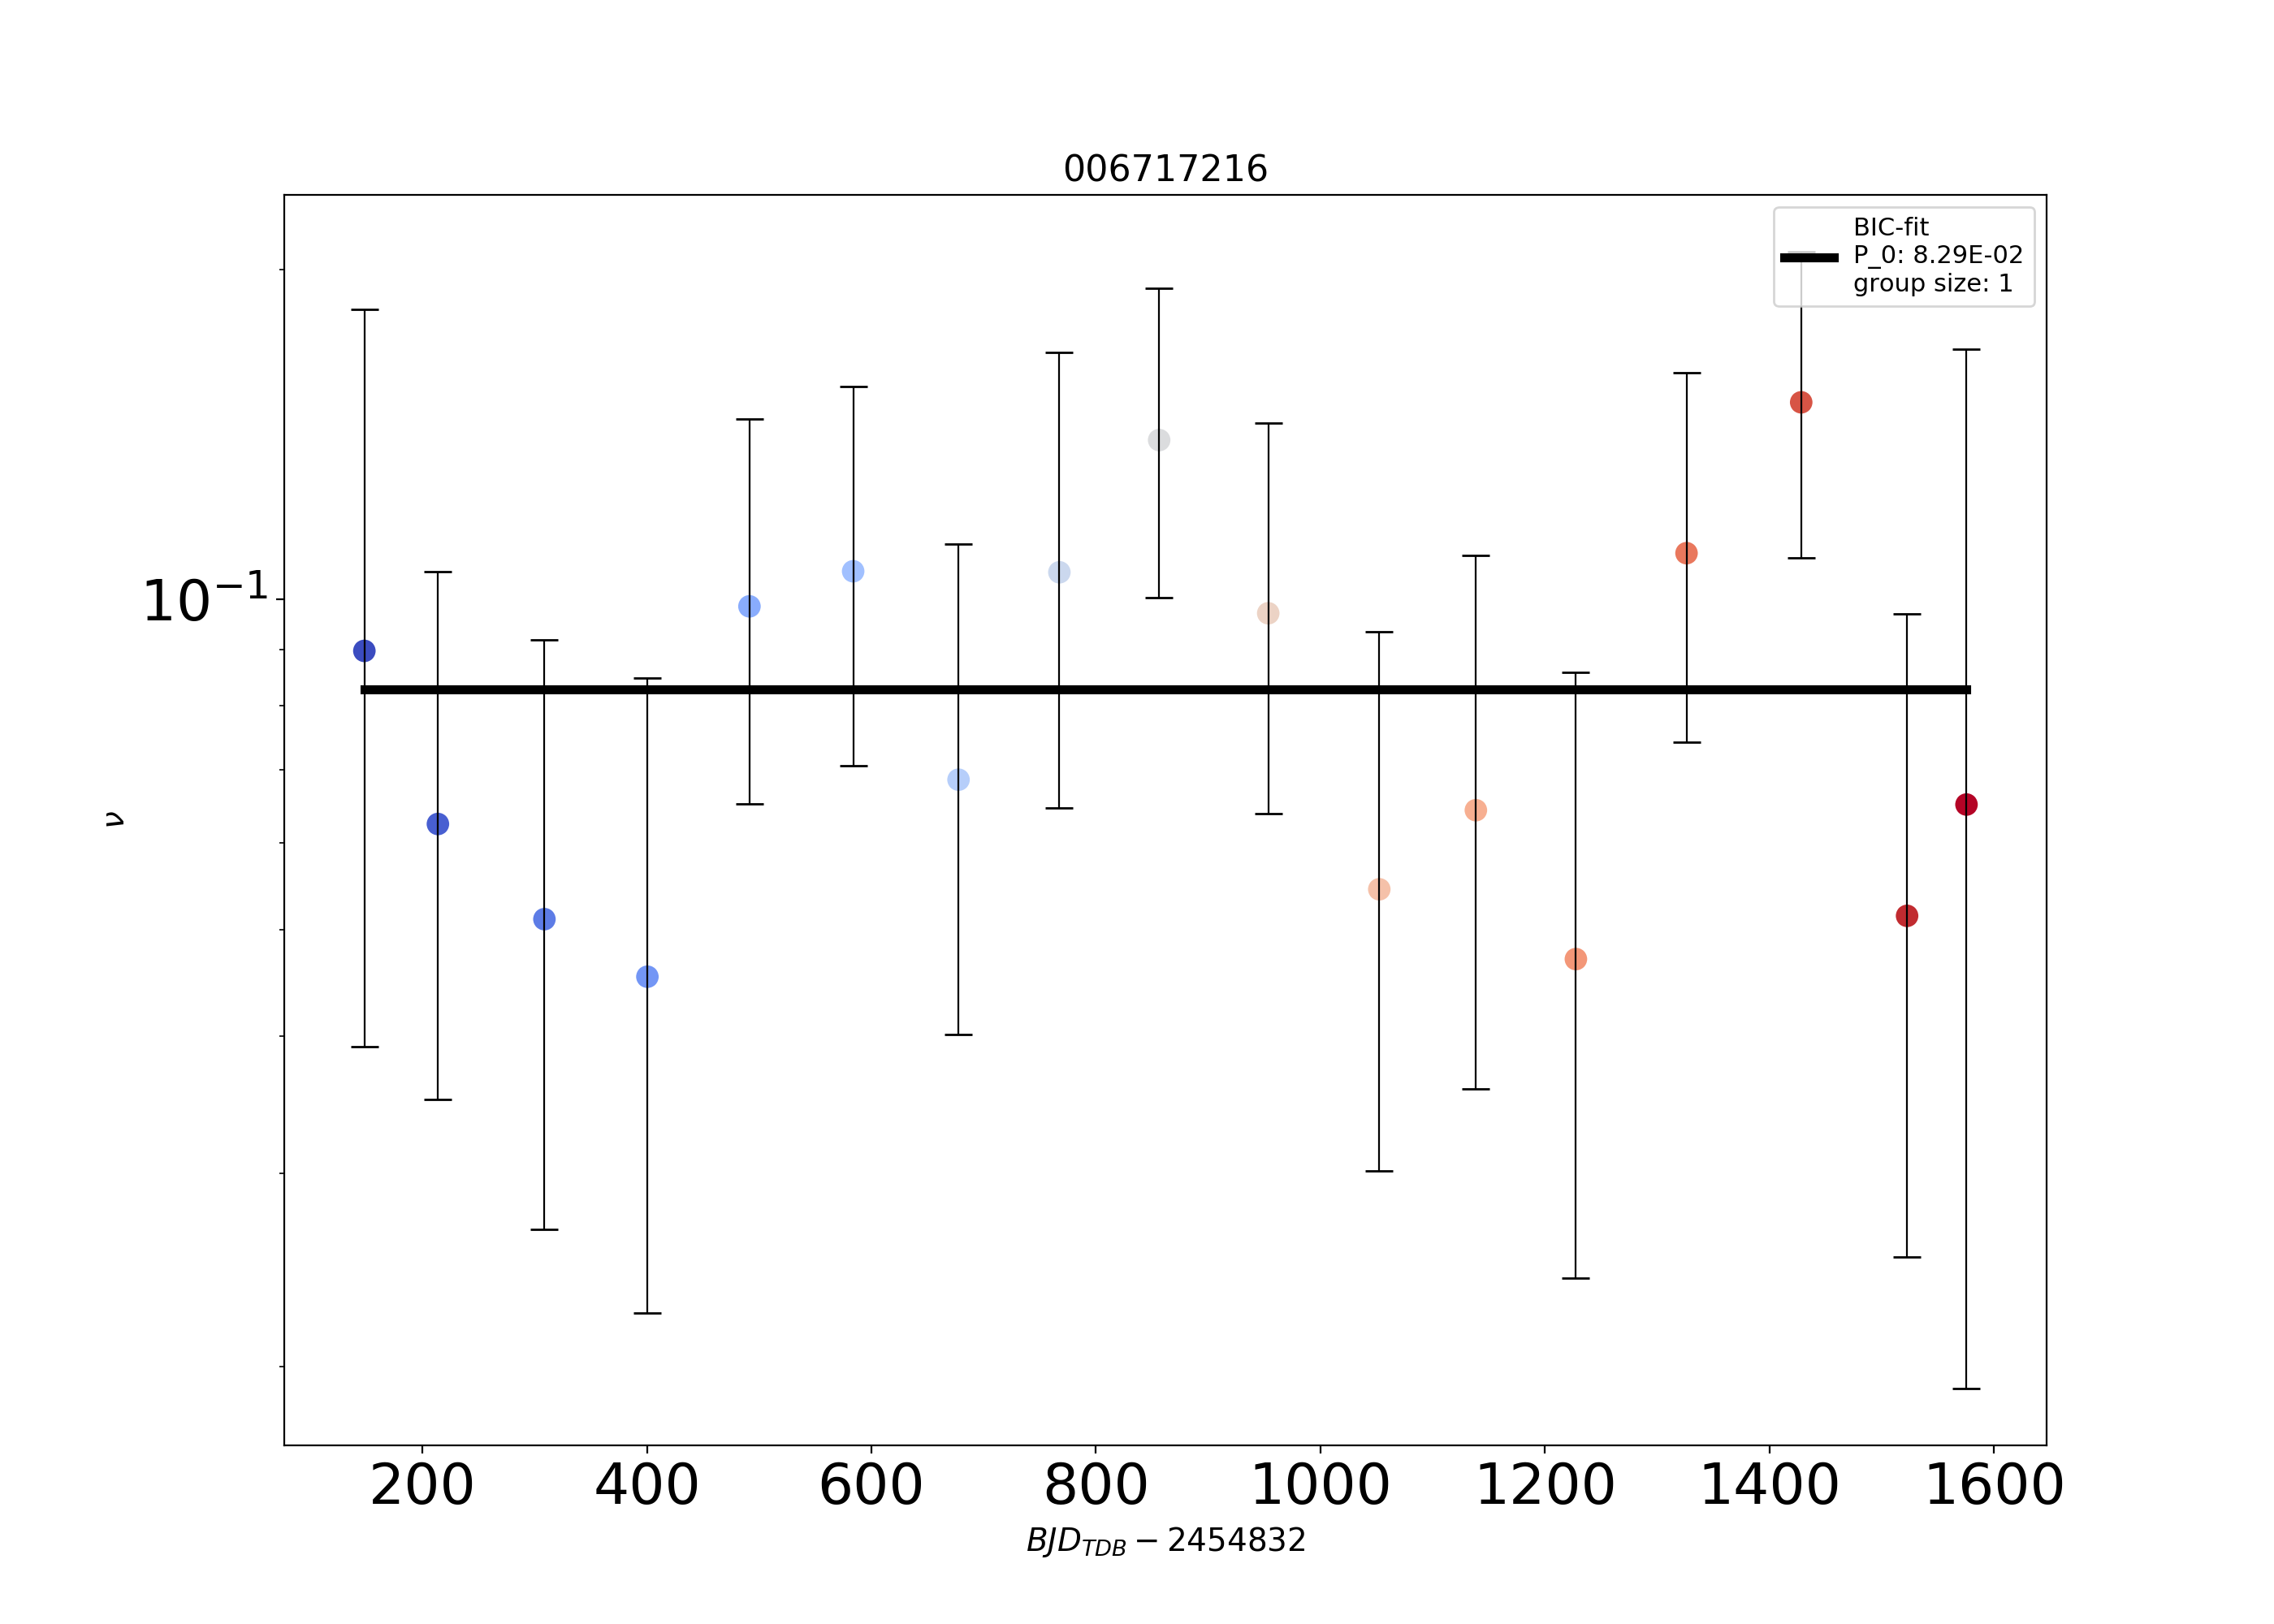 006717216
BIC-fit
P_0: 8.29E-02
group size: 1
10⁻¹
ν
200 400 600 800 1000 1200 1400 1600
BJD_TDB − 2454832